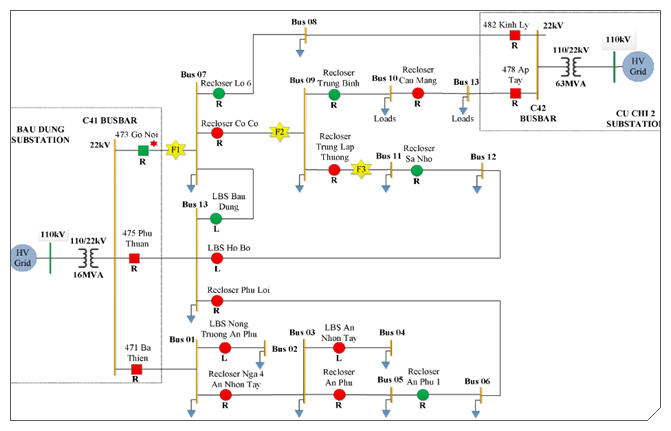 Bus 08
482 Kinh Ly
22kV
R
R
110/22kV
110kV
Bus 07
Recloser Lo 6
R
Bus 09
Recloser
Trung Binh
R
Bus 10
Recloser
Cau Mang
R
Bus 13
478 Ap
Tay
R
63MVA
HV
Grid
Loads
Loads
C42
BUSBAR
CU CHI 2
SUBSTATION
BAU DUNG
SUBSTATION
C41 BUSBAR
22kV
473 Go Noi
R
F1
Recloser Co Co
R
F2
Recloser
Trung Lap
Thuong
R
F3
Bus 11
Recloser
Sa Nho
R
Bus 12
Bus 13
LBS Bau
Dung
L
110kV
HV
Grid
110/22kV
16MVA
475 Phu
Thuan
R
LBS Ho Bo
L
Recloser Phu Loi
R
471 Ba
Thien
R
Bus 01
LBS Nong
Truong An Phu
L
Bus 02
Bus 03
LBS An
Nhon Tay
L
Bus 04
Recloser Nga 4
An Nhon Tay
R
Recloser
An Phu
R
Bus 05
Recloser
An Phu 1
R
Bus 06